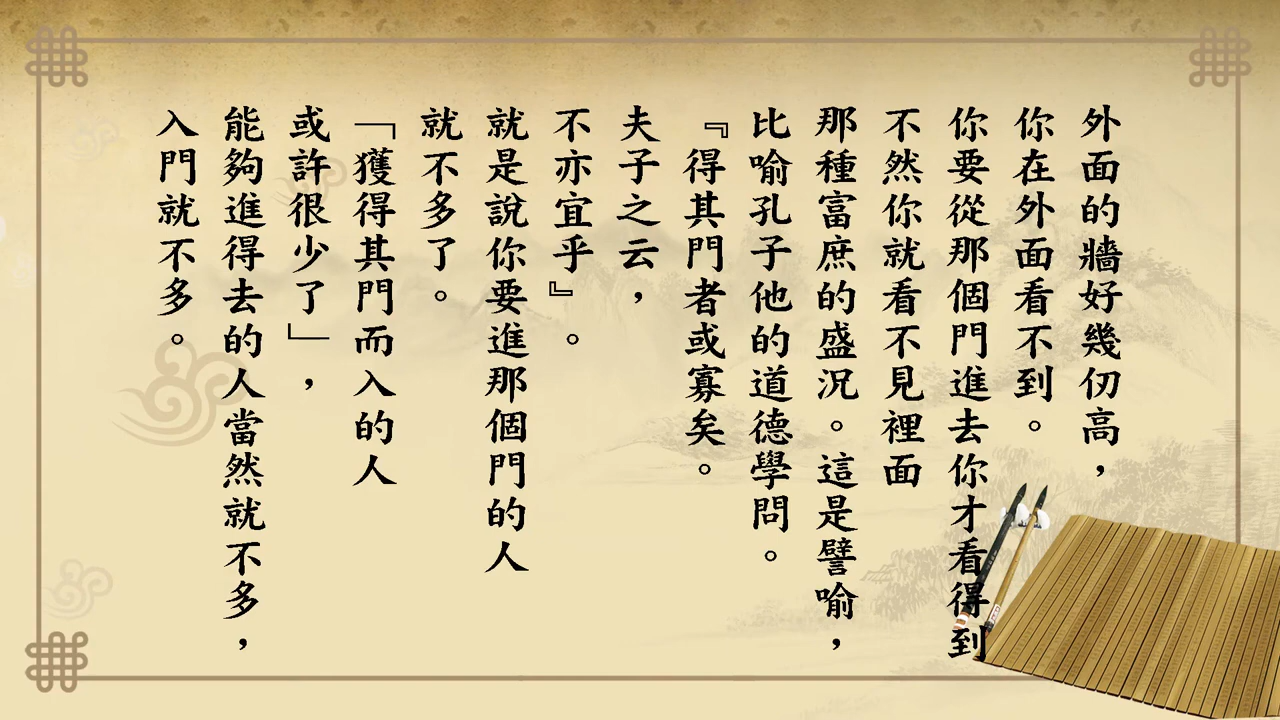 外面的牆好幾仞高，
你在外面看不到。
你要從那個門進去你才看得到
不然你就看不見裡面
那種富庶的盛況。這是譬喻，
比喻孔子他的道德學問。
『得其門者或寡矣。
夫子之云，
不亦宜乎』。
就是說你要進那個門的人
就不多了。
「獲得其門而入的人
或許很少了」，
能夠進得去的人當然就不多，
入門就不多。